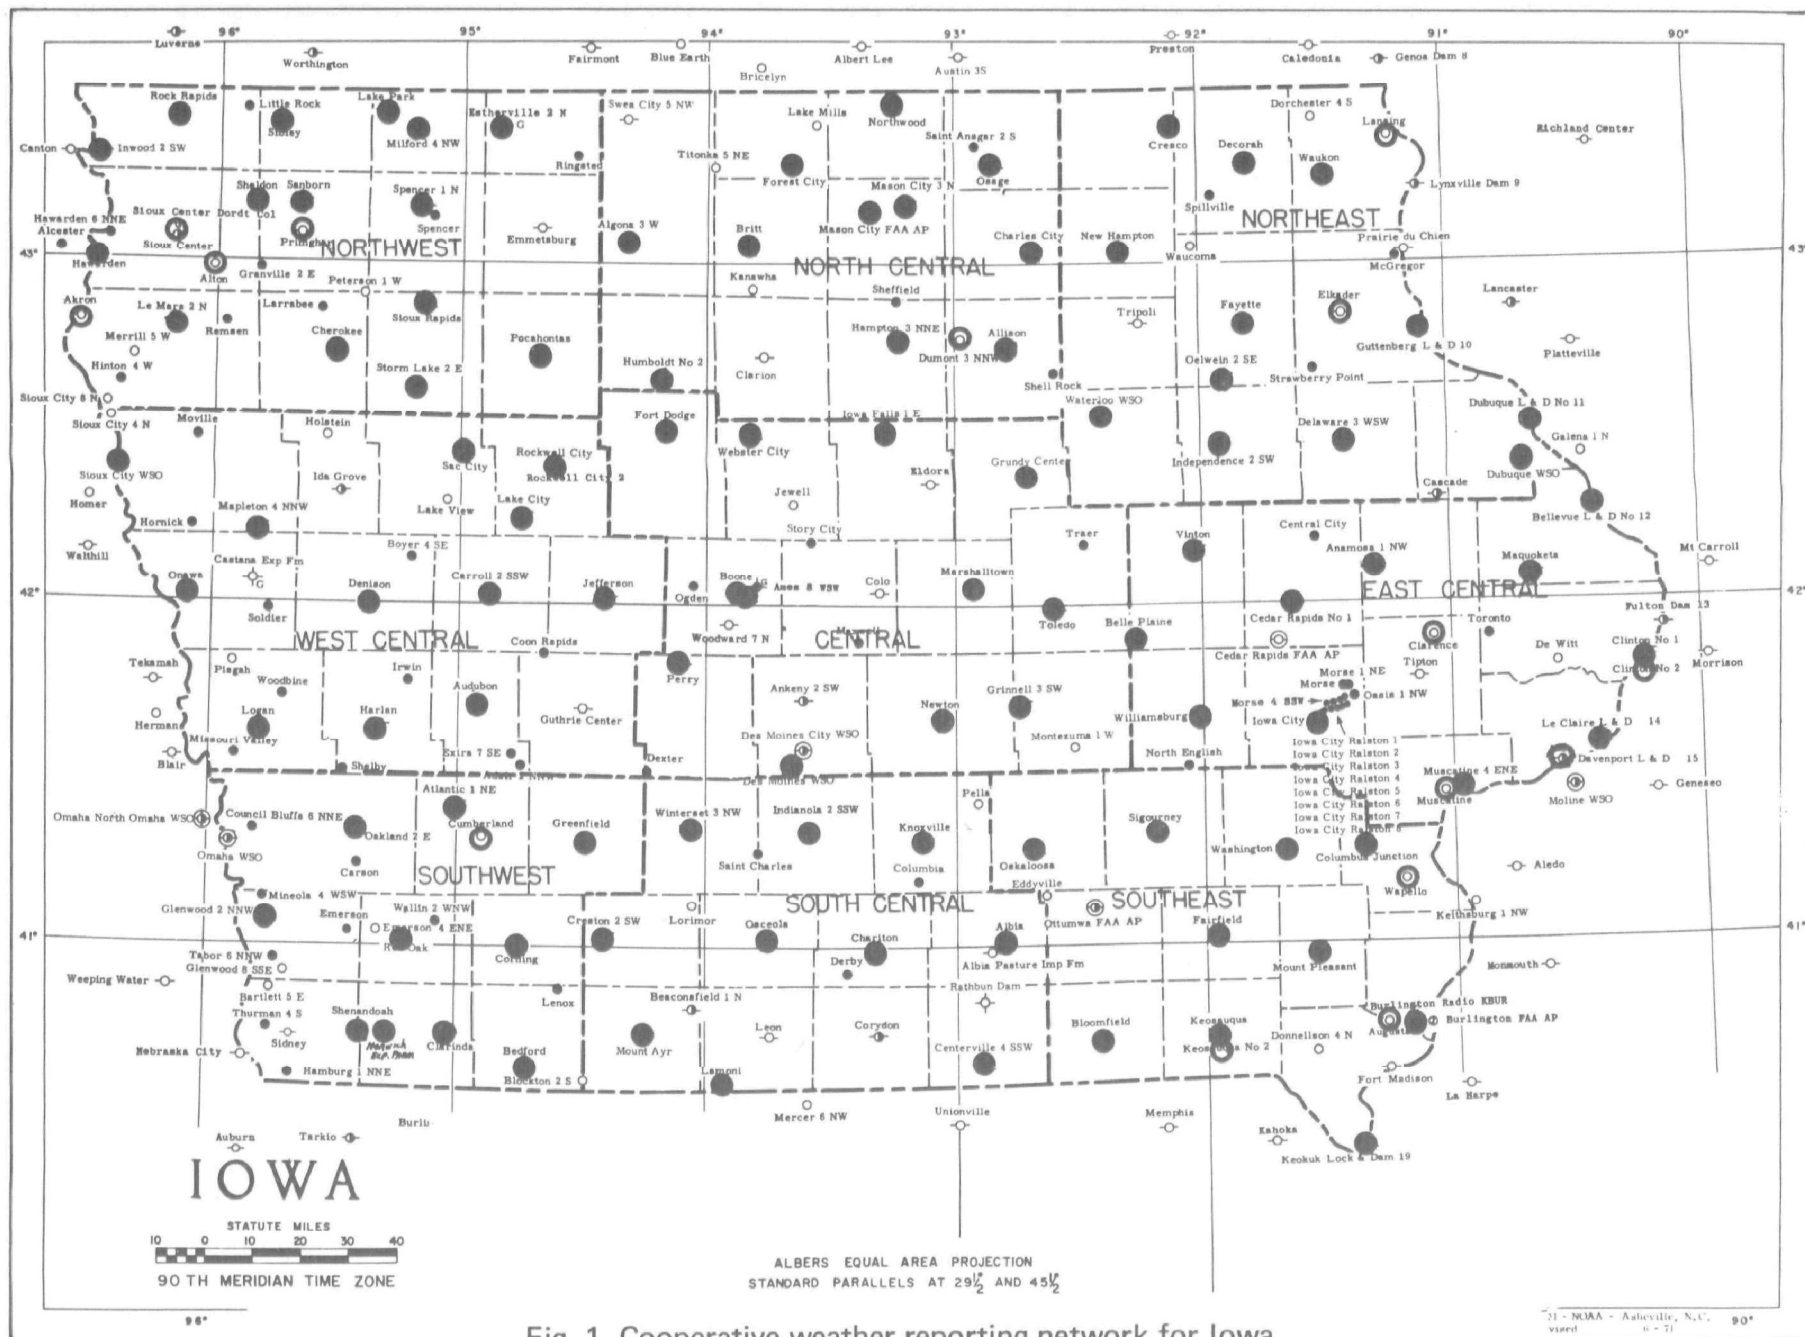 96°
95°
94°
93°
92°
91°
90°
Luverne
Worthington
Fairmont
Blue Earth
Bricelyn
Albert Lee
Austin 3S
Preston
Caledonia
Genoa Dam 8
Rock Rapids
Little Rock
Sibley
Lake Park
Milford 4 NW
Estherville 2 N
G
Swea City 5 NW
Lake Mills
Northwood
Saint Ansgar 2 S
Cresco
Dorchester 4 S
Lansing
Richland Center
Canton
Inwood 2 SW
Ringsted
Titonka 5 NE
Forest City
Osage
Decorah
Waukon
Lynxville Dam 9
Sheldon
Sanborn
Spencer 1 N
Spencer
Mason City 3 N
Mason City FAA AP
Spillville
NORTHEAST
Hawarden 6 NNE
Alcester
Sioux Center Dordt Col
Sioux Center
Primghar
NORTHWEST
Emmetsburg
Algona 3 W
Britt
Charles City
New Hampton
Waucoma
Prairie du Chien
McGregor
43°
43°
Hawarden
Alton
Granville 2 E
Peterson 1 W
NORTH CENTRAL
Kanawha
Sheffield
Akron
Le Mars 2 N
Remsen
Larrabee
Cherokee
Sioux Rapids
Pocahontas
Hampton 3 NNE
Dumont 3 NNW
Allison
Tripoli
Fayette
Elkader
Lancaster
Platteville
Guttenberg L & D 10
Merrill 5 W
Hinton 4 W
Storm Lake 2 E
Humboldt No 2
Clarion
Shell Rock
Oelwein 2 SE
Strawberry Point
Sioux City 8 N
Sioux City 4 N
Moville
Holstein
Fort Dodge
Webster City
Iowa Falls 1 E
Waterloo WSO
Independence 2 SW
Delaware 3 WSW
Dubuque L & D No 11
Galena 1 N
Dubuque WSO
Sioux City WSO
Ida Grove
Sac City
Rockwell City
Rockwell City 2
Eldora
Grundy Center
Cascade
Homer
Mapleton 4 NNW
Lake View
Lake City
Jewell
Bellevue L & D No 12
Hornick
Walthill
Castana Exp Fm
G
Boyer 4 SE
Story City
Traer
Vinton
Central City
Anamosa 1 NW
Maquoketa
Mt Carroll
42°
42°
Onawa
Soldier
Denison
Carroll 2 SSW
Jefferson
Ogden
Boone
G
Ames 8 WSW
Colo
Marshalltown
Toledo
Belle Plaine
EAST CENTRAL
Fulton Dam 13
WEST CENTRAL
Coon Rapids
Woodward 7 N
CENTRAL
Cedar Rapids No 1
Cedar Rapids FAA AP
Clarence
Toronto
De Witt
Clinton No 1
Clinton No 2
Morrison
Tekamah
Pisgah
Woodbine
Irwin
Audubon
Perry
Ankeny 2 SW
Newton
Grinnell 3 SW
Tipton
Morse 1 NE
Morse
Oasis 1 NW
Morse 4 SSW
Herman
Logan
Harlan
Guthrie Center
Des Moines City WSO
Montezuma 1 W
Williamsburg
Iowa City
Le Claire L & D 14
Missouri Valley
Blair
Shelby
Exira 7 SE
Dexter
Des Moines WSO
North English
Iowa City Ralston 1
Iowa City Ralston 2
Iowa City Ralston 3
Iowa City Ralston 4
Iowa City Ralston 5
Iowa City Ralston 6
Iowa City Ralston 7
Iowa City Ralston 8
Muscatine 4 ENE
Muscatine
Davenport L & D 15
Moline WSO
Geneseo
Omaha North Omaha WSO
Council Bluffs 6 NNE
Atlantic 1 NE
Oakland 2 E
Cumberland
Greenfield
Winterset 3 NW
Indianola 2 SSW
Knoxville
Pella
Sigourney
Washington
Columbus Junction
Omaha WSO
Carson
SOUTHWEST
Saint Charles
Columbia
Oskaloosa
Eddyville
Wapello
Aledo
Mineola 4 WSW
Glenwood 2 NNW
Emerson
Wallin 2 WNW
Emerson 4 ENE
Red Oak
Creston 2 SW
Lorimor
SOUTH CENTRAL
SOUTHEAST
Keithsburg 1 NW
41°
41°
Corning
Osceola
Chariton
Albia
Ottumwa FAA AP
Fairfield
Mount Pleasant
Tabor 6 NNW
Glenwood 8 SSE
Weeping Water
Bartlett 5 E
Lenox
Beaconsfield 1 N
Derby
Albia Pasture Imp Fm
Rathbun Dam
Monmouth
Thurman 4 S
Sidney
Shenandoah
Clarinda
Bedford
Mount Ayr
Leon
Corydon
Centerville 4 SSW
Bloomfield
Keosauqua
Keosauqua No 2
Donnellson 4 N
Burlington Radio KBUR
Augusta
Burlington FAA AP
Nebraska City
Hamburg 1 NNE
Blockton 2 S
Lamoni
Fort Madison
La Harpe
Mercer 6 NW
Unionville
Memphis
Kahoka
Keokuk Lock & Dam 19
Auburn
Tarkio
Burli
IOWA
STATUTE MILES
10 0 10 20 30 40
90TH MERIDIAN TIME ZONE
ALBERS EQUAL AREA PROJECTION
STANDARD PARALLELS AT 29½° AND 45½°
96°
90°
NOAA - Asheville, N.C.
Fig. 1. Cooperative weather reporting network for Iowa